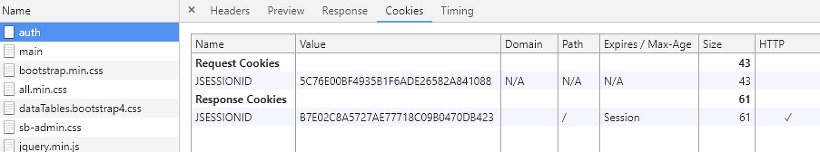 Name
auth
main
bootstrap.min.css
all.min.css
dataTables.bootstrap4.css
sb-admin.css
jquery.min.js
× Headers Preview Response Cookies Timing
Name Value Domain Path Expires / Max-Age Size HTTP
Request Cookies 43
JSESSIONID 5C76E00BF4935B1F6ADE26582A841088 N/A N/A N/A 43
Response Cookies 61
JSESSIONID B7E02C8A5727AE77718C09B0470DB423 / Session 61 ✓